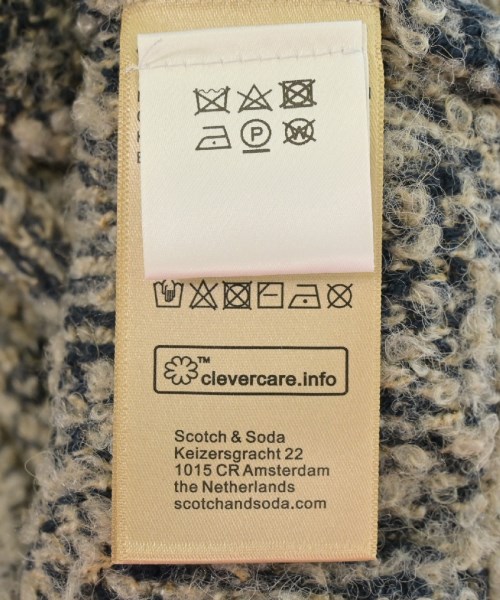 P
W
™
clevercare.info
Scotch & Soda
Keizersgracht 22
1015 CR Amsterdam
the Netherlands
scotchandsoda.com